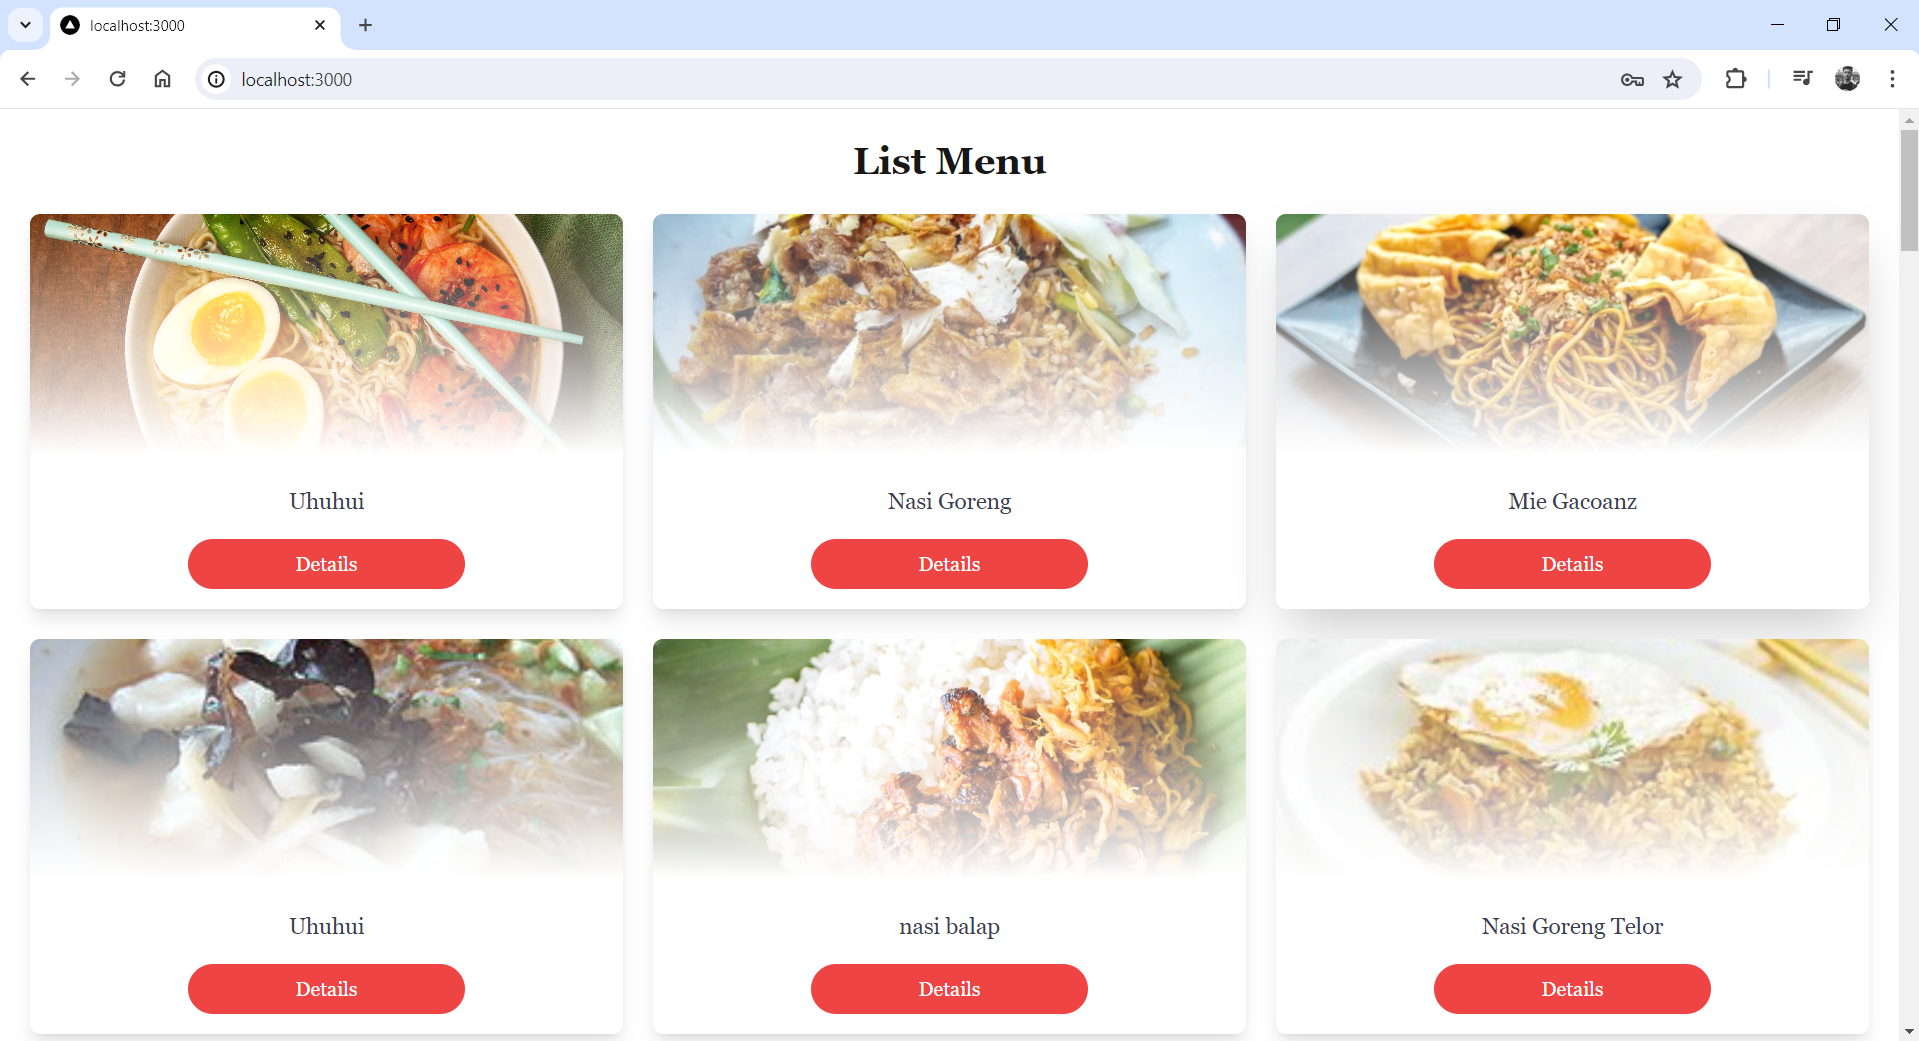 localhost:3000
localhost:3000
List Menu
Uhuhui
Nasi Goreng
Mie Gacoanz
Details
Details
Details
Uhuhui
nasi balap
Nasi Goreng Telor
Details
Details
Details